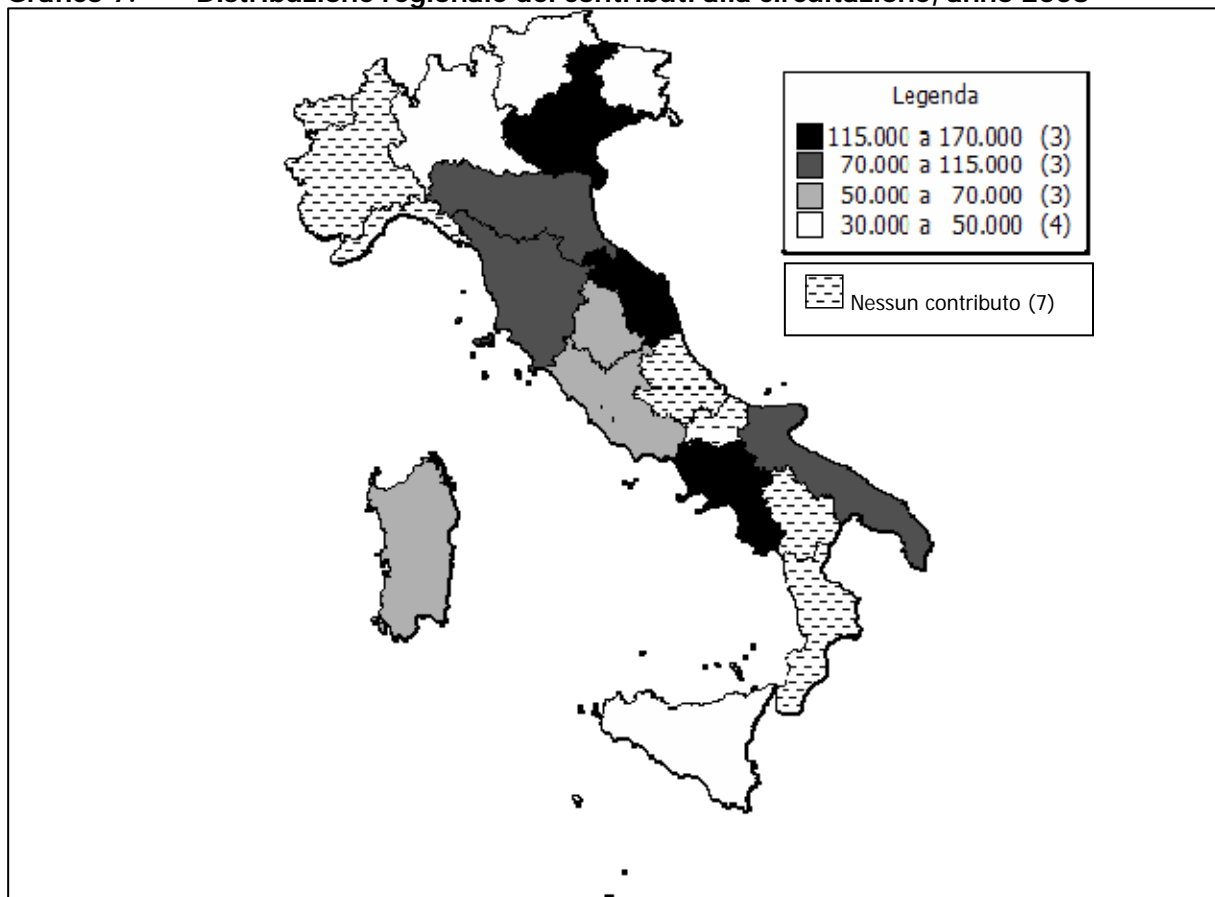 Legenda
115.000 a 170.000 (3)
70.000 a 115.000 (3)
50.000 a 70.000 (3)
30.000 a 50.000 (4)
Nessun contributo (7)